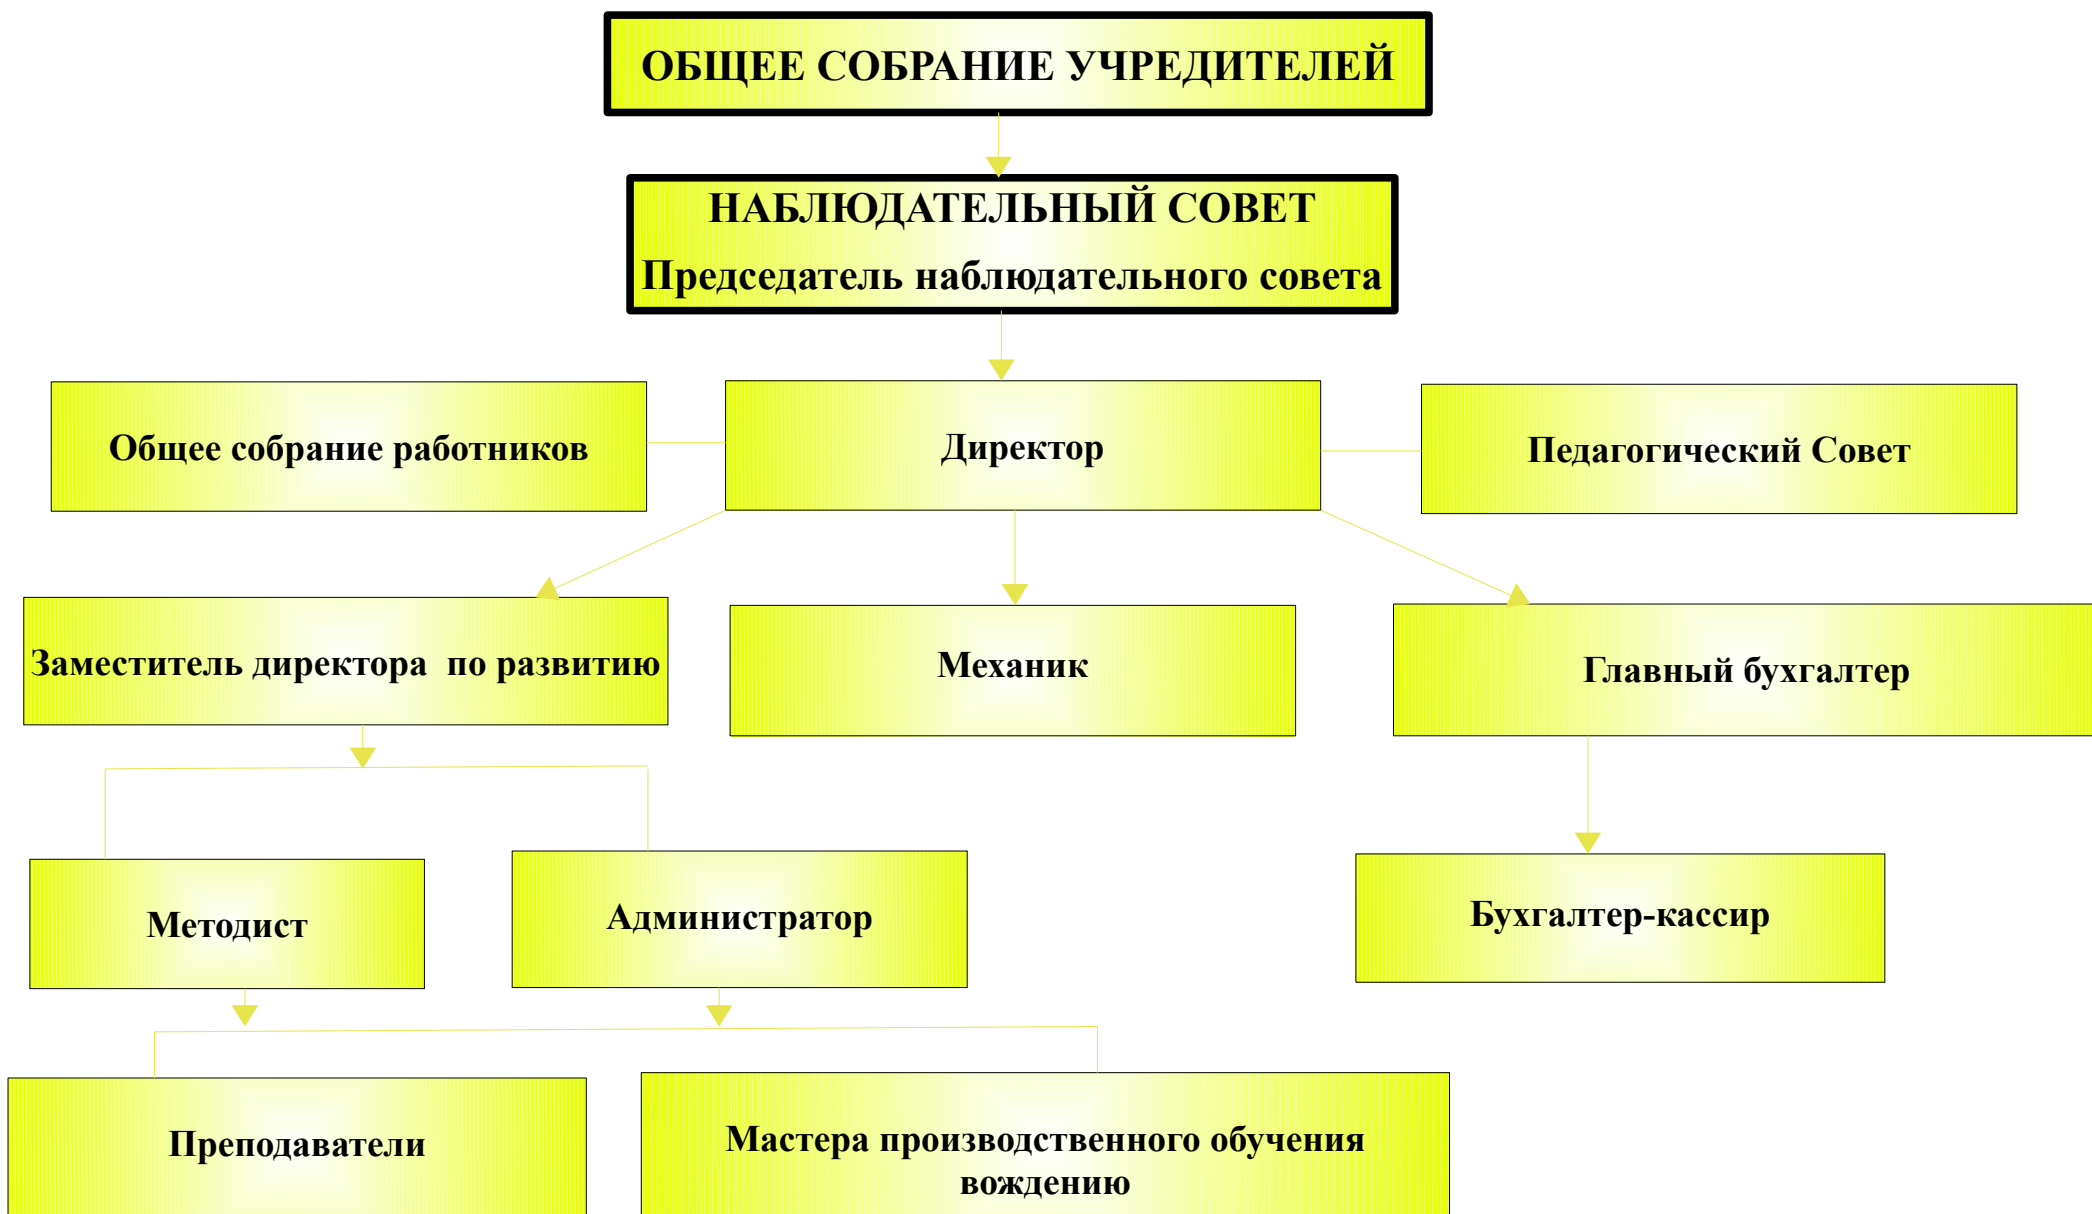 ОБЩЕЕ СОБРАНИЕ УЧРЕДИТЕЛЕЙ
НАБЛЮДАТЕЛЬНЫЙ СОВЕТ
Председатель наблюдательного совета
Общее собрание работников
Директор
Педагогический Совет
Заместитель директора по развитию
Механик
Главный бухгалтер
Методист
Администратор
Бухгалтер-кассир
Преподаватели
Мастера производственного обучения
вождению